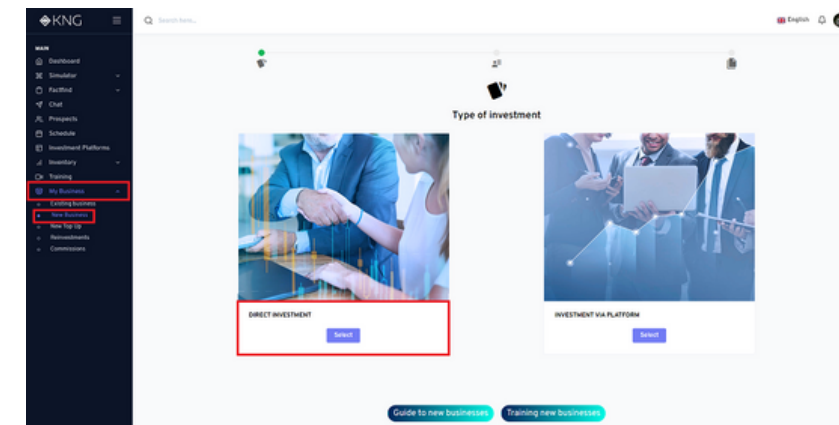 KNG
Search here...
English
MAIN
Dashboard
Simulator
Factfind
Chat
Prospects
Schedule
Investment Platforms
Inventory
Training
My Business
Existing business
New Business
New Top Up
Reinvestments
Commissions
Type of investment
DIRECT INVESTMENT
Select
INVESTMENT VIA PLATFORM
Select
Guide to new businesses
Training new businesses